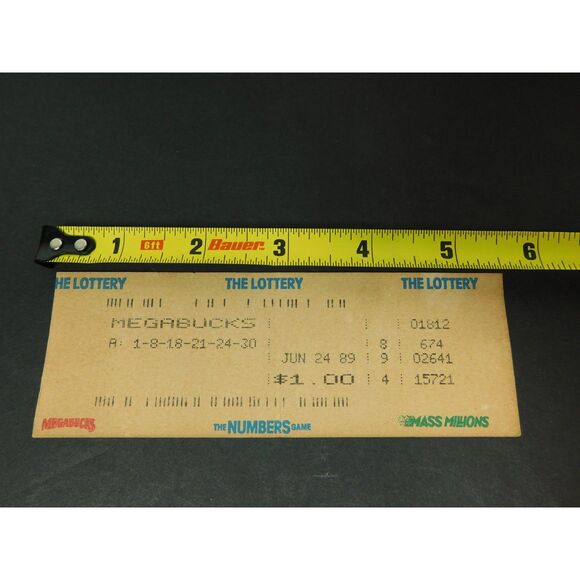 1 6ft 2 Bauer. 3 4 5 6
THE LOTTERY THE LOTTERY THE LOTTERY
MEGABUCKS 01812
A: 1-8-18-21-24-30 8 674
JUN 24 89 9 02641
$1.00 4 15721
MEGABUCKS THE NUMBERS GAME MASS MILLIONS